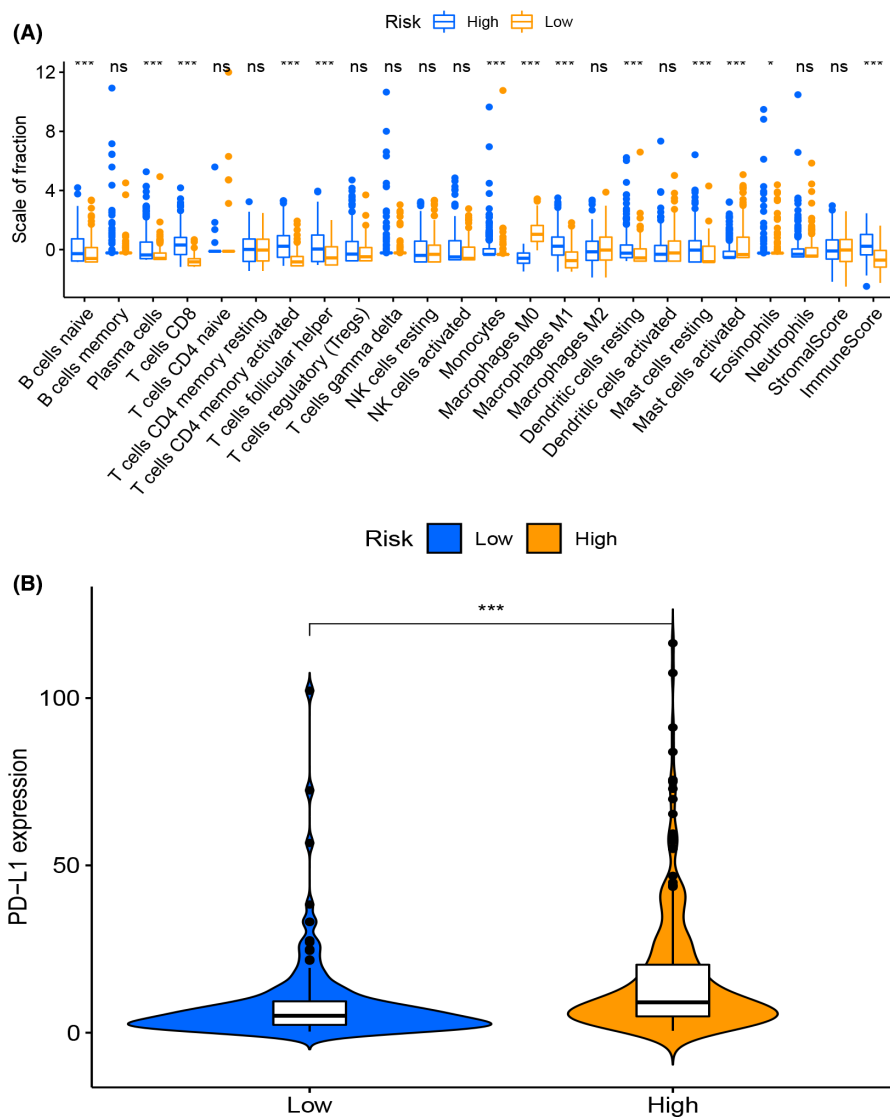 (A)
Risk High Low
*** ns *** *** ns ns *** *** ns ns ns ns *** *** *** ns *** ns *** *** * ns ns ***
12
8
4
0
Scale of fraction
B cells naive
B cells memory
Plasma cells
T cells CD8
T cells CD4 naive
T cells CD4 memory resting
T cells CD4 memory activated
T cells follicular helper
T cells regulatory (Tregs)
T cells gamma delta
NK cells resting
NK cells activated
Monocytes
Macrophages M0
Macrophages M1
Macrophages M2
Dendritic cells resting
Dendritic cells activated
Mast cells resting
Mast cells activated
Eosinophils
Neutrophils
StromalScore
ImmuneScore
Risk Low High
(B)
***
100
50
0
PD−L1 expression
Low High